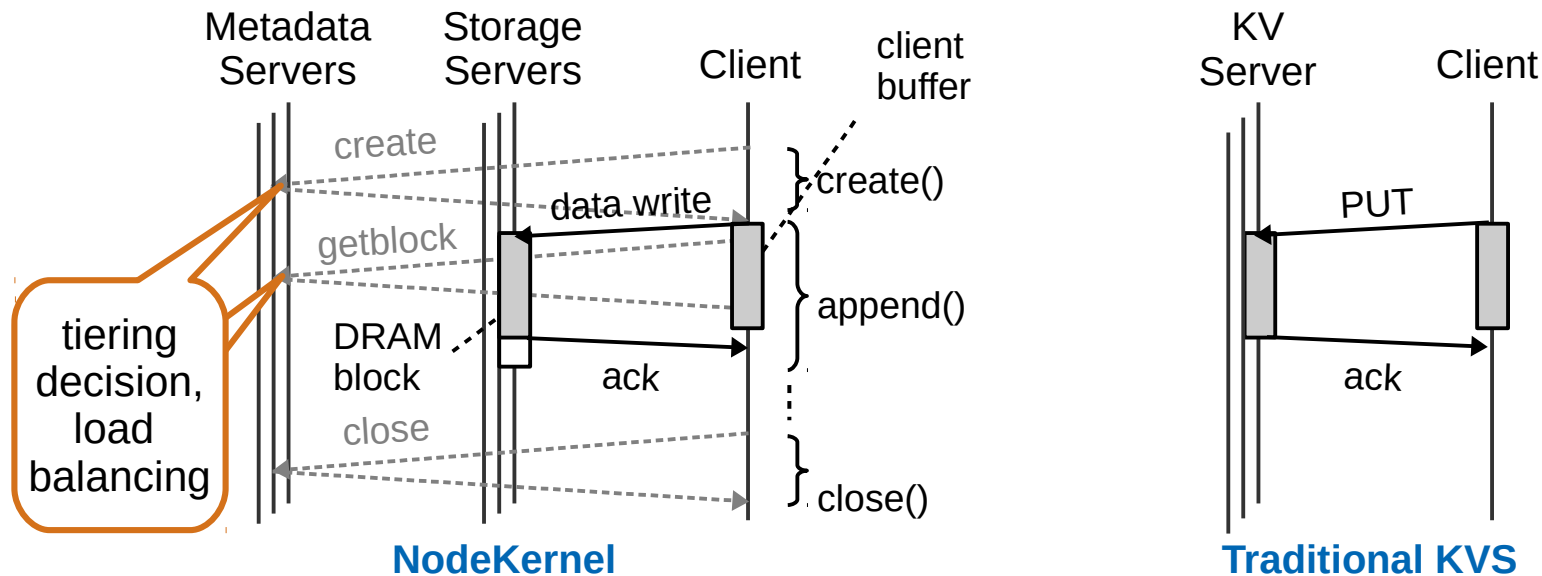 Metadata
Servers
Storage
Servers
Client
client
buffer
KV
Server
Client
create
create()
data write
PUT
getblock
append()
tiering
decision,
load
balancing
DRAM
block
ack
ack
close
close()
NodeKernel
Traditional KVS